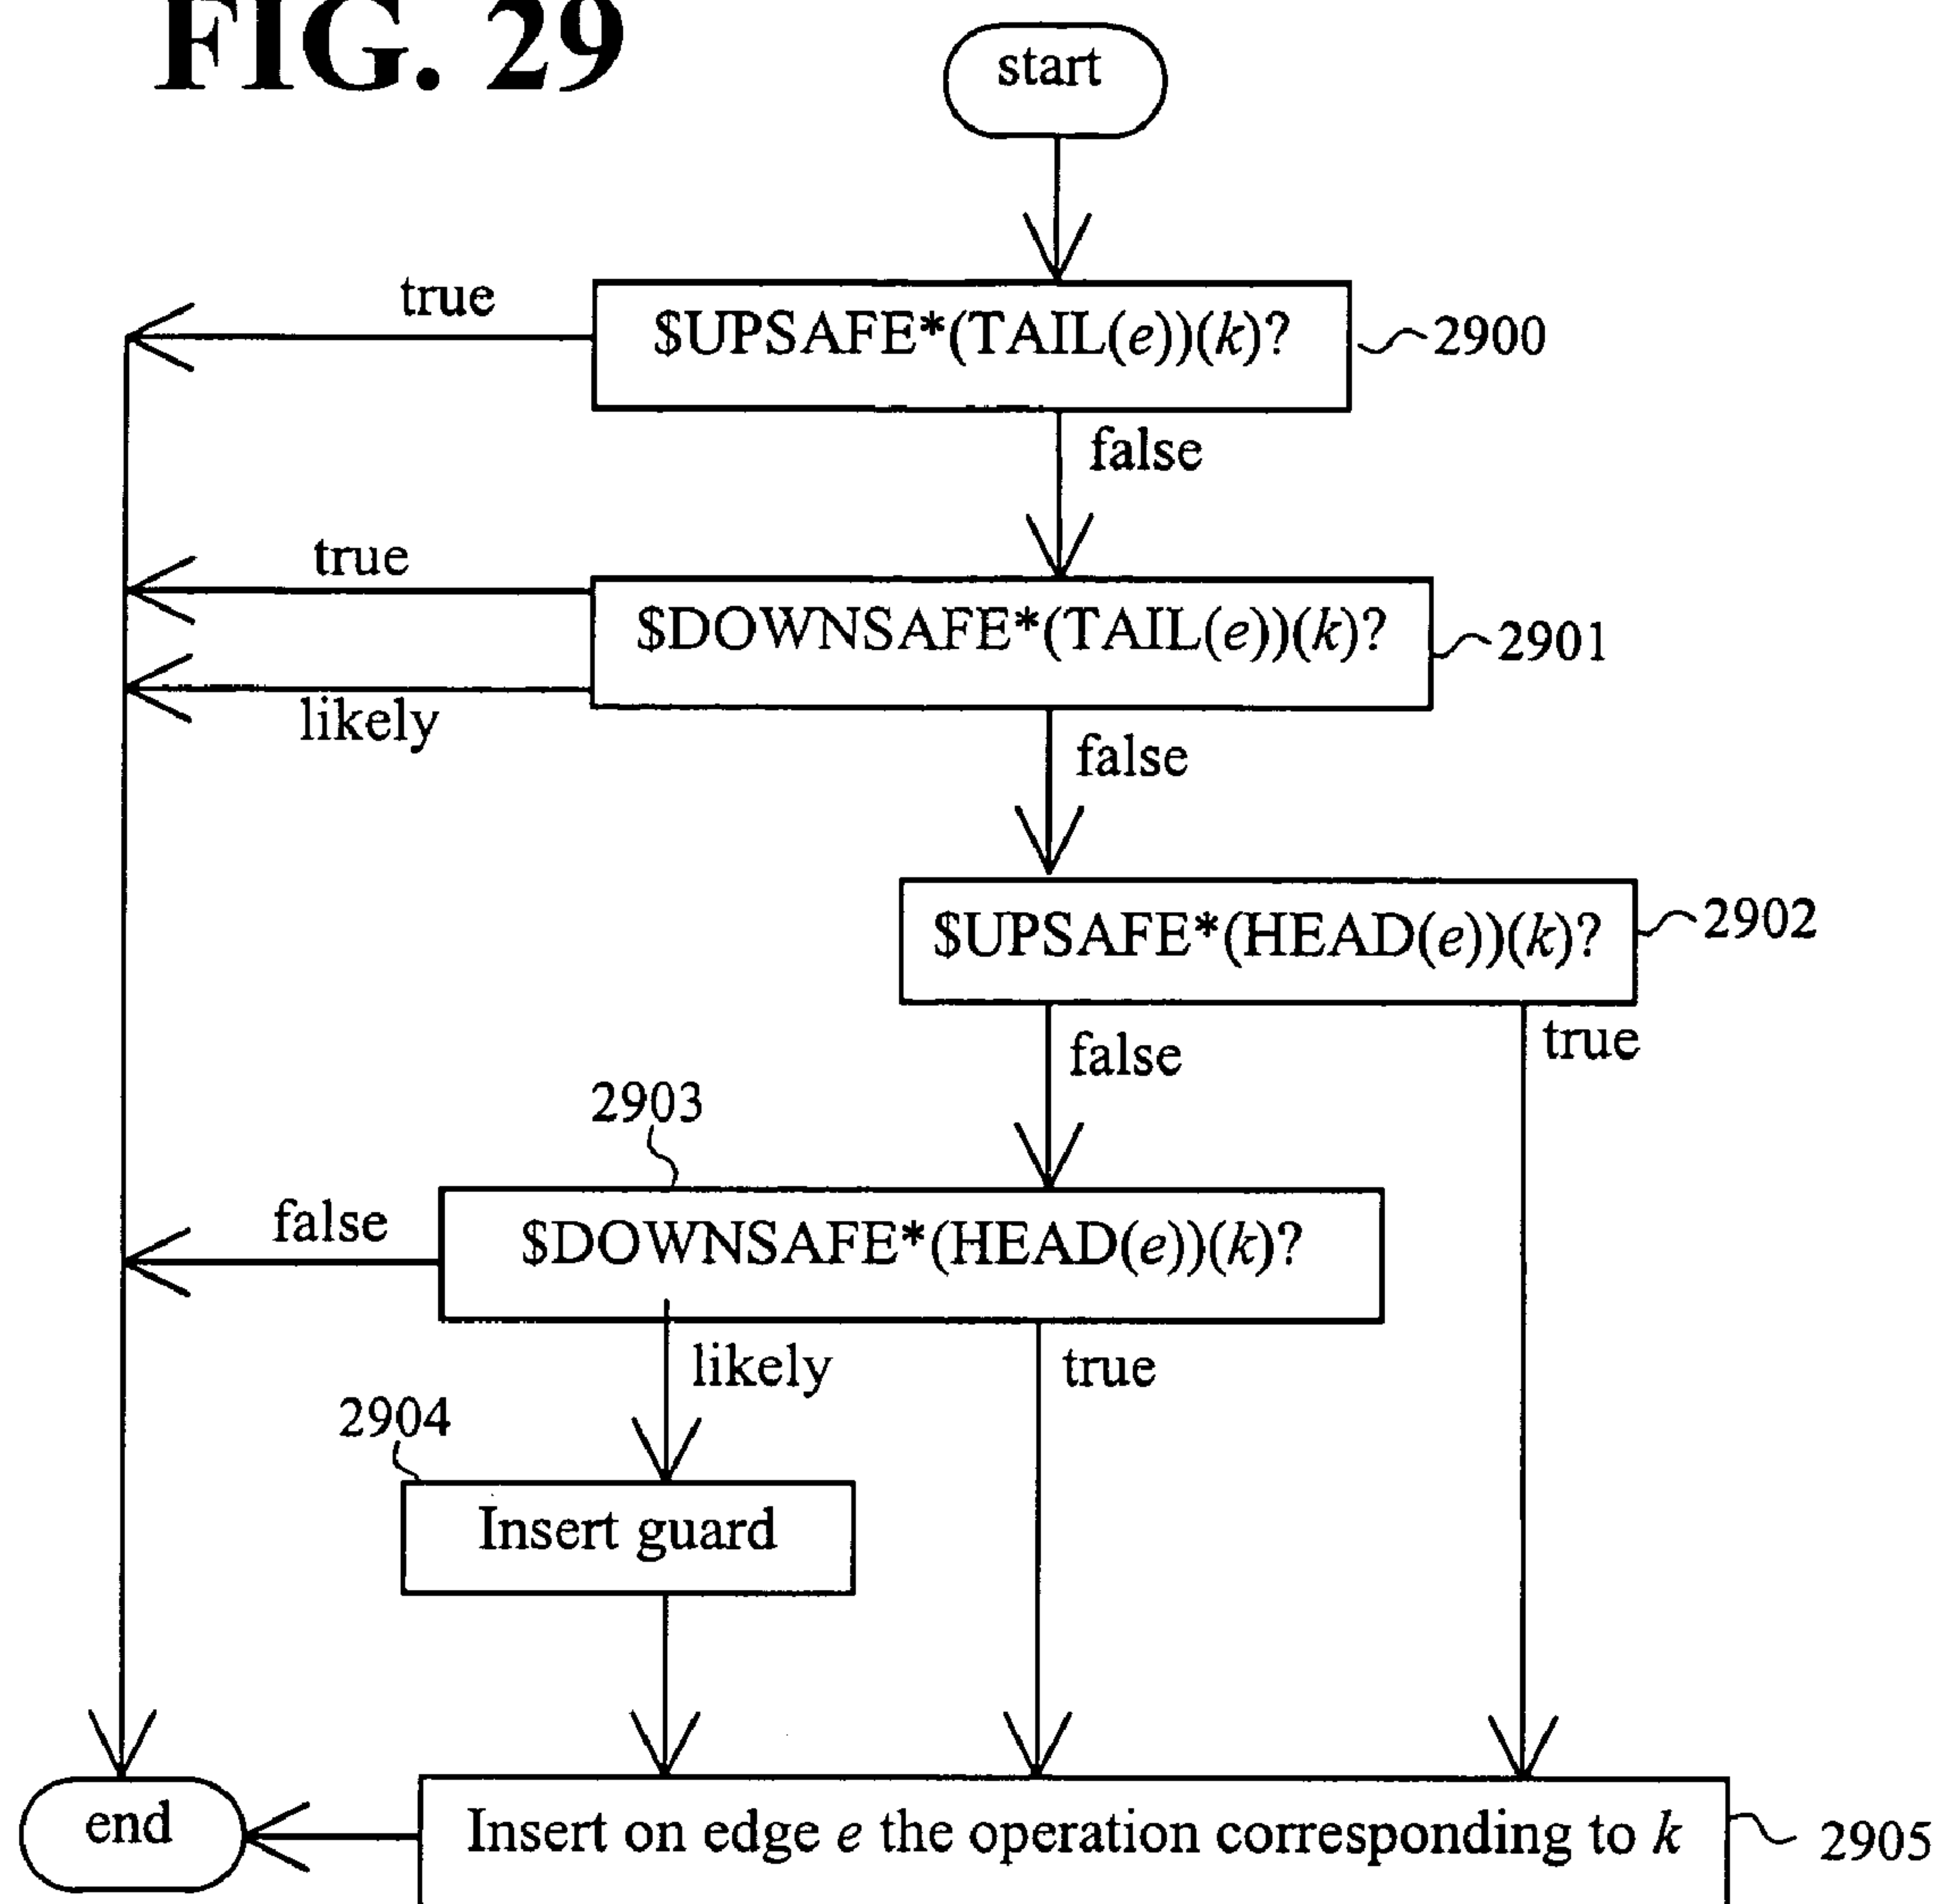 FIG. 29
start
true
$UPSAFE*(TAIL(e))(k)?
2900
false
true
$DOWNSAFE*(TAIL(e))(k)?
2901
likely
false
$UPSAFE*(HEAD(e))(k)?
2902
false
true
2903
false
$DOWNSAFE*(HEAD(e))(k)?
likely
true
2904
Insert guard
end
Insert on edge e the operation corresponding to k
2905